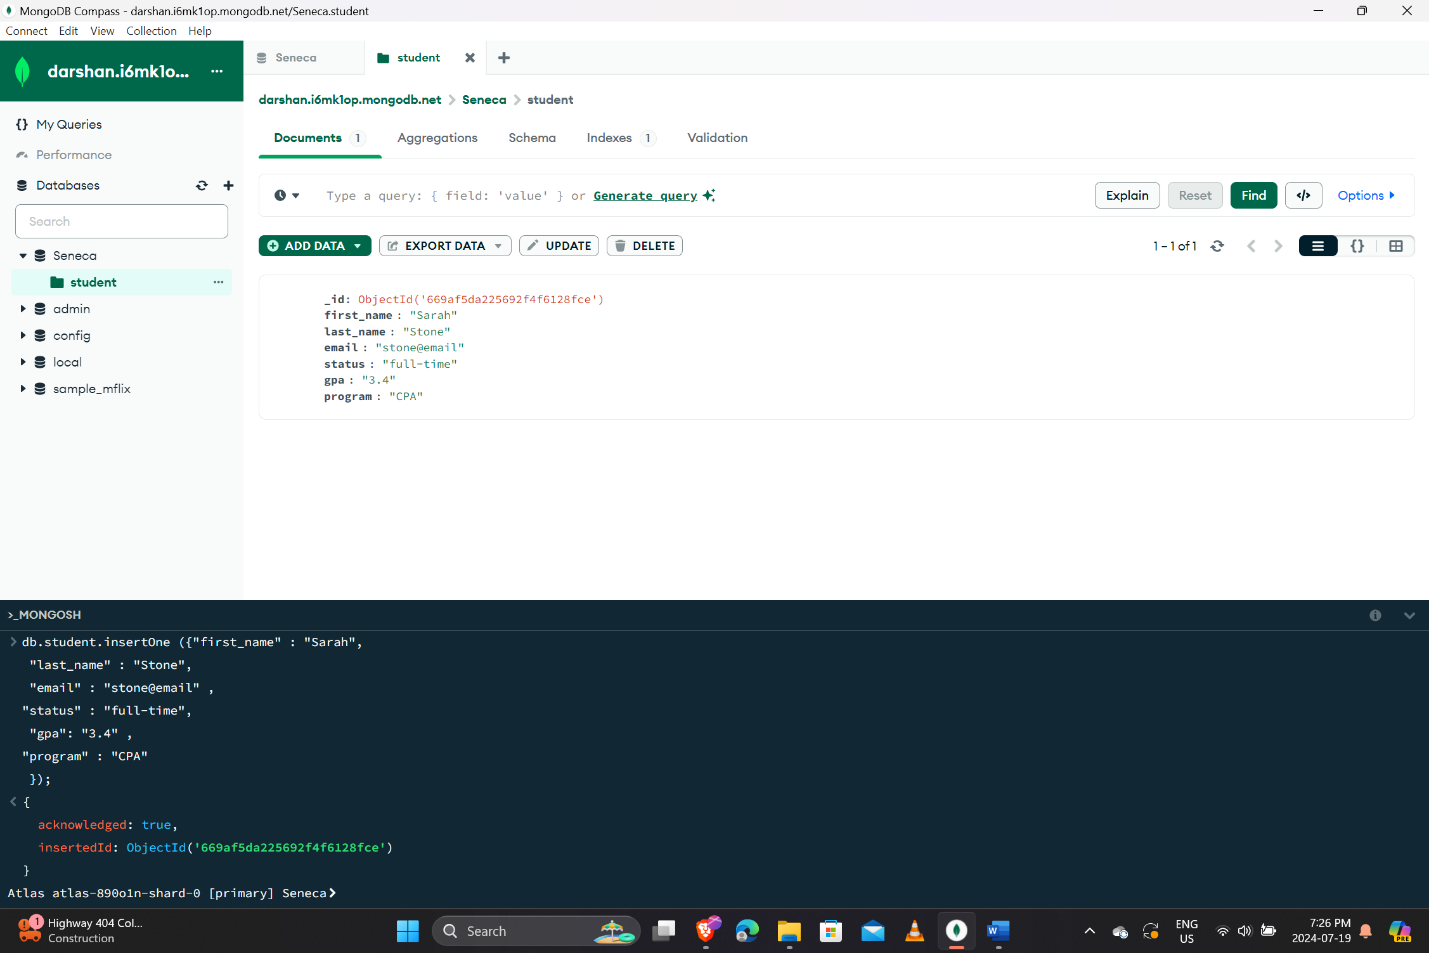 MongoDB Compass - darshan.i6mk1op.mongodb.net/Seneca.student
Connect Edit View Collection Help
darshan.i6mk1o... ···
Seneca student
darshan.i6mk1op.mongodb.net > Seneca > student
{} My Queries
Performance
Databases
Search
Seneca
student ···
admin
config
local
sample_mflix
Documents 1 Aggregations Schema Indexes 1 Validation
Type a query: { field: 'value' } or Generate query
Explain Reset Find </> Options
ADD DATA EXPORT DATA UPDATE DELETE
1 – 1 of 1 {}
_id: ObjectId('669af5da225692f4f6128fce')
first_name : "Sarah"
last_name : "Stone"
email : "stone@email"
status : "full-time"
gpa : "3.4"
program : "CPA"
>_MONGOSH
> db.student.insertOne ({"first_name" : "Sarah",
"last_name" : "Stone",
"email" : "stone@email" ,
"status" : "full-time",
"gpa": "3.4" ,
"program" : "CPA"
});
< {
acknowledged: true,
insertedId: ObjectId('669af5da225692f4f6128fce')
}
Atlas atlas-890o1n-shard-0 [primary] Seneca>
1 Highway 404 Col...
Construction
Search
ENG
US
7:26 PM
2024-07-19
PRE